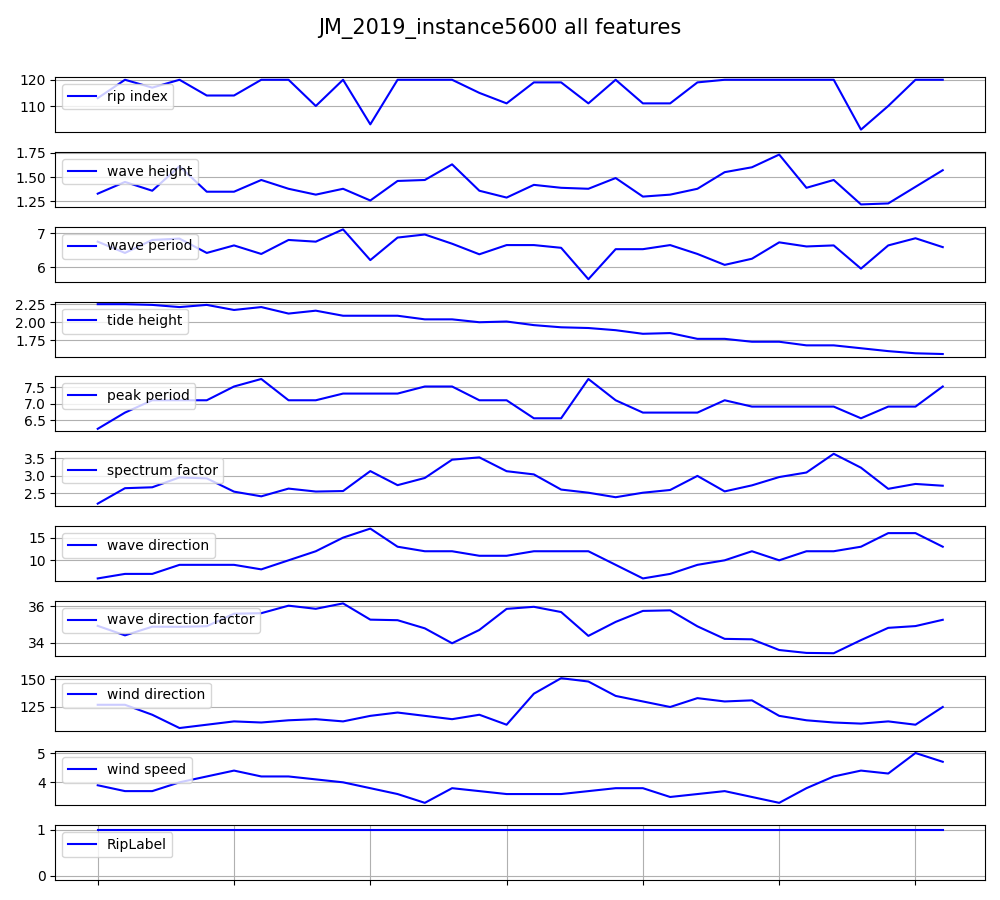 JM_2019_instance5600 all features
120
110
rip index
1.75
1.50
1.25
wave height
7
6
wave period
2.25
2.00
1.75
tide height
7.5
7.0
6.5
peak period
3.5
3.0
2.5
spectrum factor
15
10
wave direction
36
34
wave direction factor
150
125
wind direction
5
4
wind speed
1
0
RipLabel